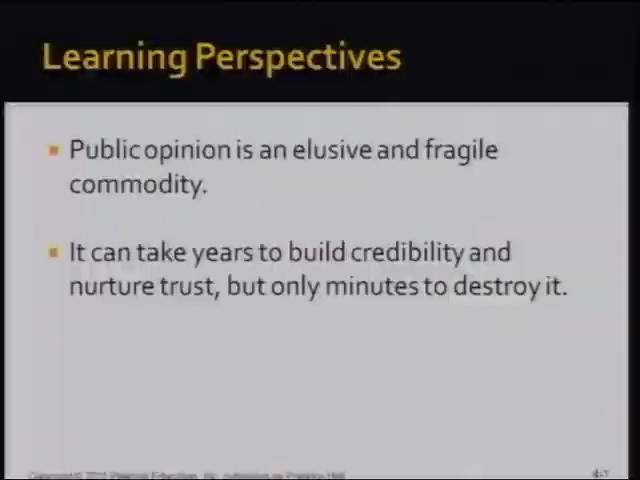 Learning Perspectives
Public opinion is an elusive and fragile
commodity.
It can take years to build credibility and
nurture trust, but only minutes to destroy it.